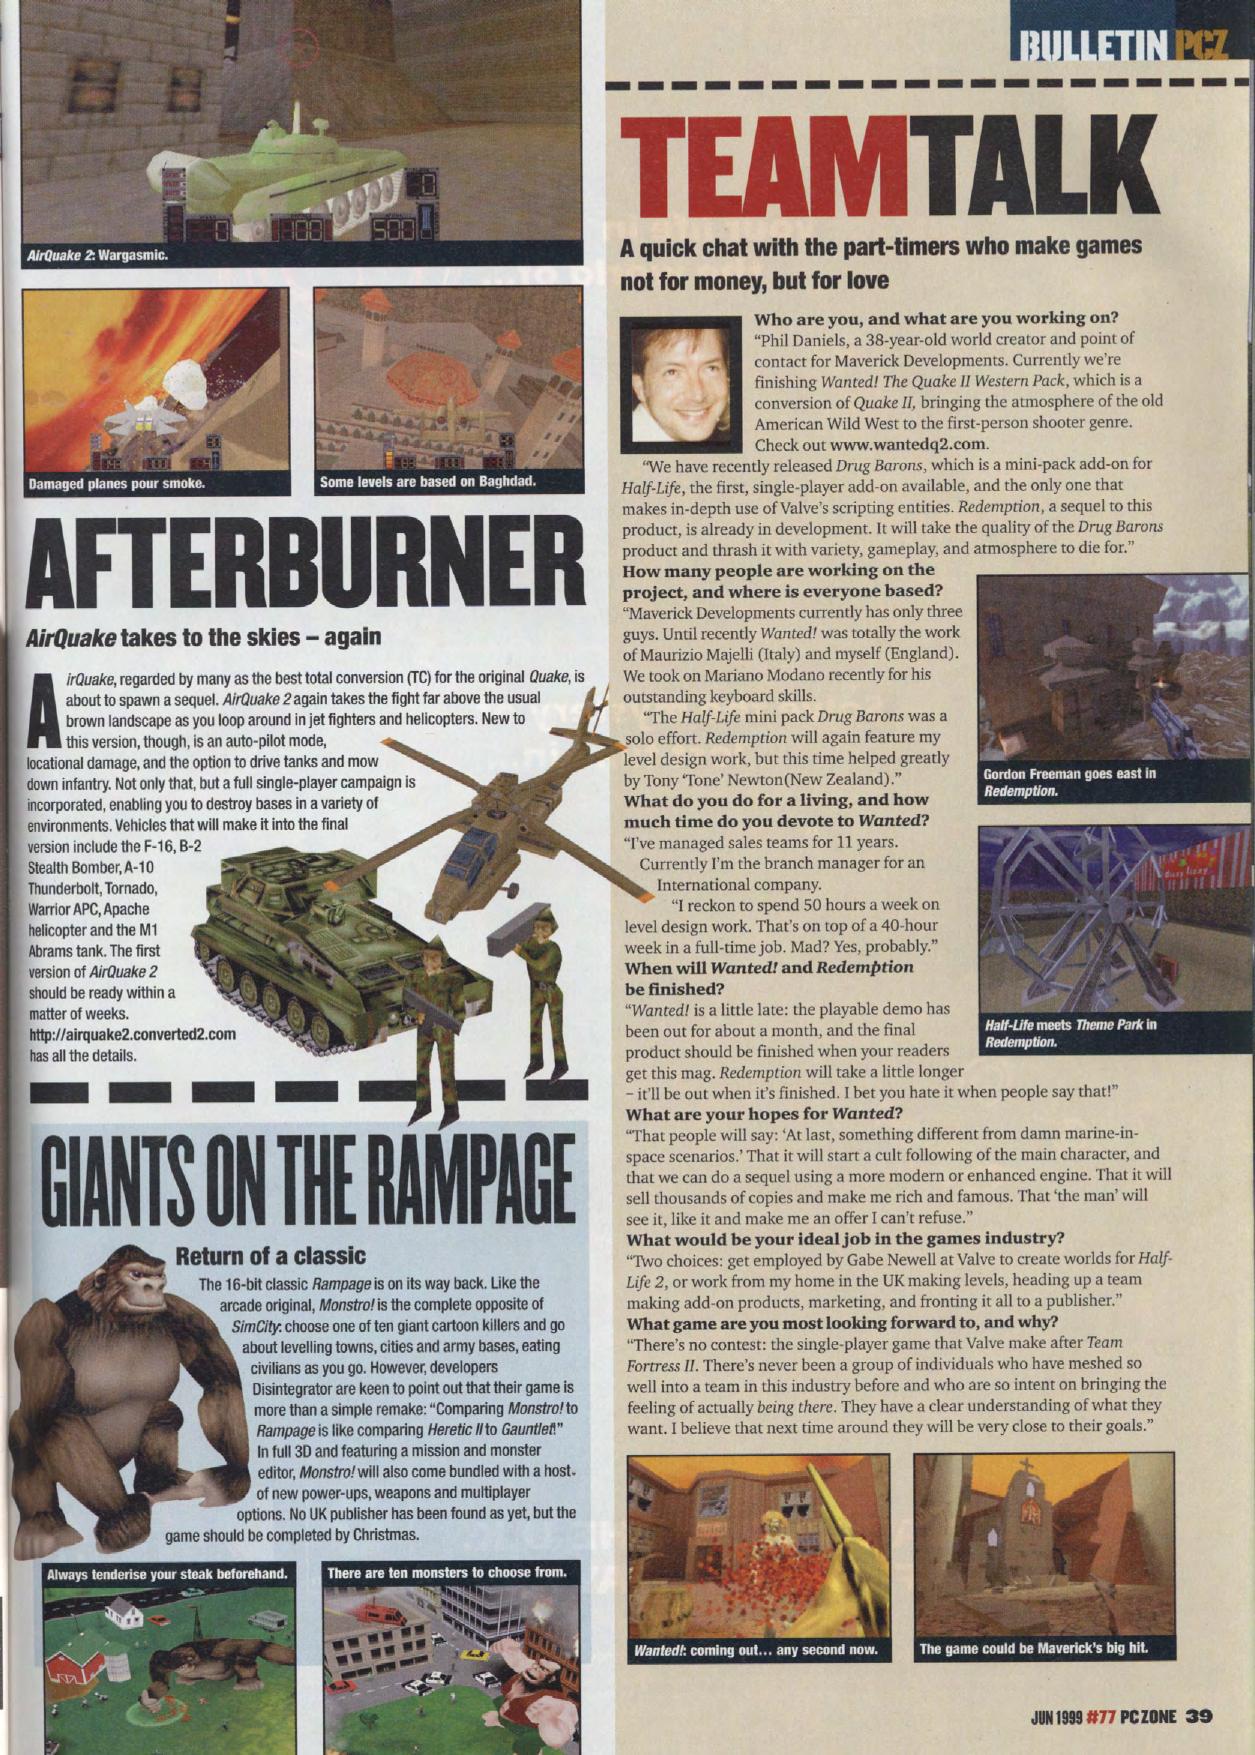 AirQuake 2: Wargasmic.
Damaged planes pour smoke.
Some levels are based on Baghdad.
AFTERBURNER
AirQuake takes to the skies – again
AirQuake, regarded by many as the best total conversion (TC) for the original Quake, is
about to spawn a sequel. AirQuake 2 again takes the fight far above the usual
brown landscape as you loop around in jet fighters and helicopters. New to
this version, though, is an auto-pilot mode,
locational damage, and the option to drive tanks and mow
down infantry. Not only that, but a full single-player campaign is
incorporated, enabling you to destroy bases in a variety of
environments. Vehicles that will make it into the final
version include the F-16, B-2
Stealth Bomber, A-10
Thunderbolt, Tornado,
Warrior APC, Apache
helicopter and the M1
Abrams tank. The first
version of AirQuake 2
should be ready within a
matter of weeks.
http://airquake2.converted2.com
has all the details.
GIANTS ON THE RAMPAGE
Return of a classic
The 16-bit classic Rampage is on its way back. Like the
arcade original, Monstro! is the complete opposite of
SimCity: choose one of ten giant cartoon killers and go
about levelling towns, cities and army bases, eating
civilians as you go. However, developers
Disintegrator are keen to point out that their game is
more than a simple remake: “Comparing Monstro! to
Rampage is like comparing Heretic II to Gauntlet!”
In full 3D and featuring a mission and monster
editor, Monstro! will also come bundled with a host
of new power-ups, weapons and multiplayer
options. No UK publisher has been found as yet, but the
game should be completed by Christmas.
Always tenderise your steak beforehand.
There are ten monsters to choose from.
BULLETIN PCZ
TEAMTALK
A quick chat with the part-timers who make games
not for money, but for love
Who are you, and what are you working on?
“Phil Daniels, a 38-year-old world creator and point of
contact for Maverick Developments. Currently we’re
finishing Wanted! The Quake II Western Pack, which is a
conversion of Quake II, bringing the atmosphere of the old
American Wild West to the first-person shooter genre.
Check out www.wantedq2.com.
“We have recently released Drug Barons, which is a mini-pack add-on for
Half-Life, the first, single-player add-on available, and the only one that
makes in-depth use of Valve’s scripting entities. Redemption, a sequel to this
product, is already in development. It will take the quality of the Drug Barons
product and thrash it with variety, gameplay, and atmosphere to die for.”
How many people are working on the
project, and where is everyone based?
“Maverick Developments currently has only three
guys. Until recently Wanted! was totally the work
of Maurizio Majelli (Italy) and myself (England).
We took on Mariano Modano recently for his
outstanding keyboard skills.
“The Half-Life mini pack Drug Barons was a
solo effort. Redemption will again feature my
level design work, but this time helped greatly
by Tony ‘Tone’ Newton(New Zealand).”
What do you do for a living, and how
much time do you devote to Wanted?
“I’ve managed sales teams for 11 years.
Currently I’m the branch manager for an
International company.
“I reckon to spend 50 hours a week on
level design work. That’s on top of a 40-hour
week in a full-time job. Mad? Yes, probably.”
When will Wanted! and Redemption
be finished?
“Wanted! is a little late: the playable demo has
been out for about a month, and the final
product should be finished when your readers
get this mag. Redemption will take a little longer
– it’ll be out when it’s finished. I bet you hate it when people say that!”
What are your hopes for Wanted?
“That people will say: ‘At last, something different from damn marine-in-
space scenarios.’ That it will start a cult following of the main character, and
that we can do a sequel using a more modern or enhanced engine. That it will
sell thousands of copies and make me rich and famous. That ‘the man’ will
see it, like it and make me an offer I can’t refuse.”
What would be your ideal job in the games industry?
“Two choices: get employed by Gabe Newell at Valve to create worlds for Half-
Life 2, or work from my home in the UK making levels, heading up a team
making add-on products, marketing, and fronting it all to a publisher.”
What game are you most looking forward to, and why?
“There’s no contest: the single-player game that Valve make after Team
Fortress II. There’s never been a group of individuals who have meshed so
well into a team in this industry before and who are so intent on bringing the
feeling of actually being there. They have a clear understanding of what they
want. I believe that next time around they will be very close to their goals.”
Gordon Freeman goes east in
Redemption.
Half-Life meets Theme Park in
Redemption.
Wanted!: coming out... any second now.
The game could be Maverick’s big hit.
JUN 1999 #77 PC ZONE 39